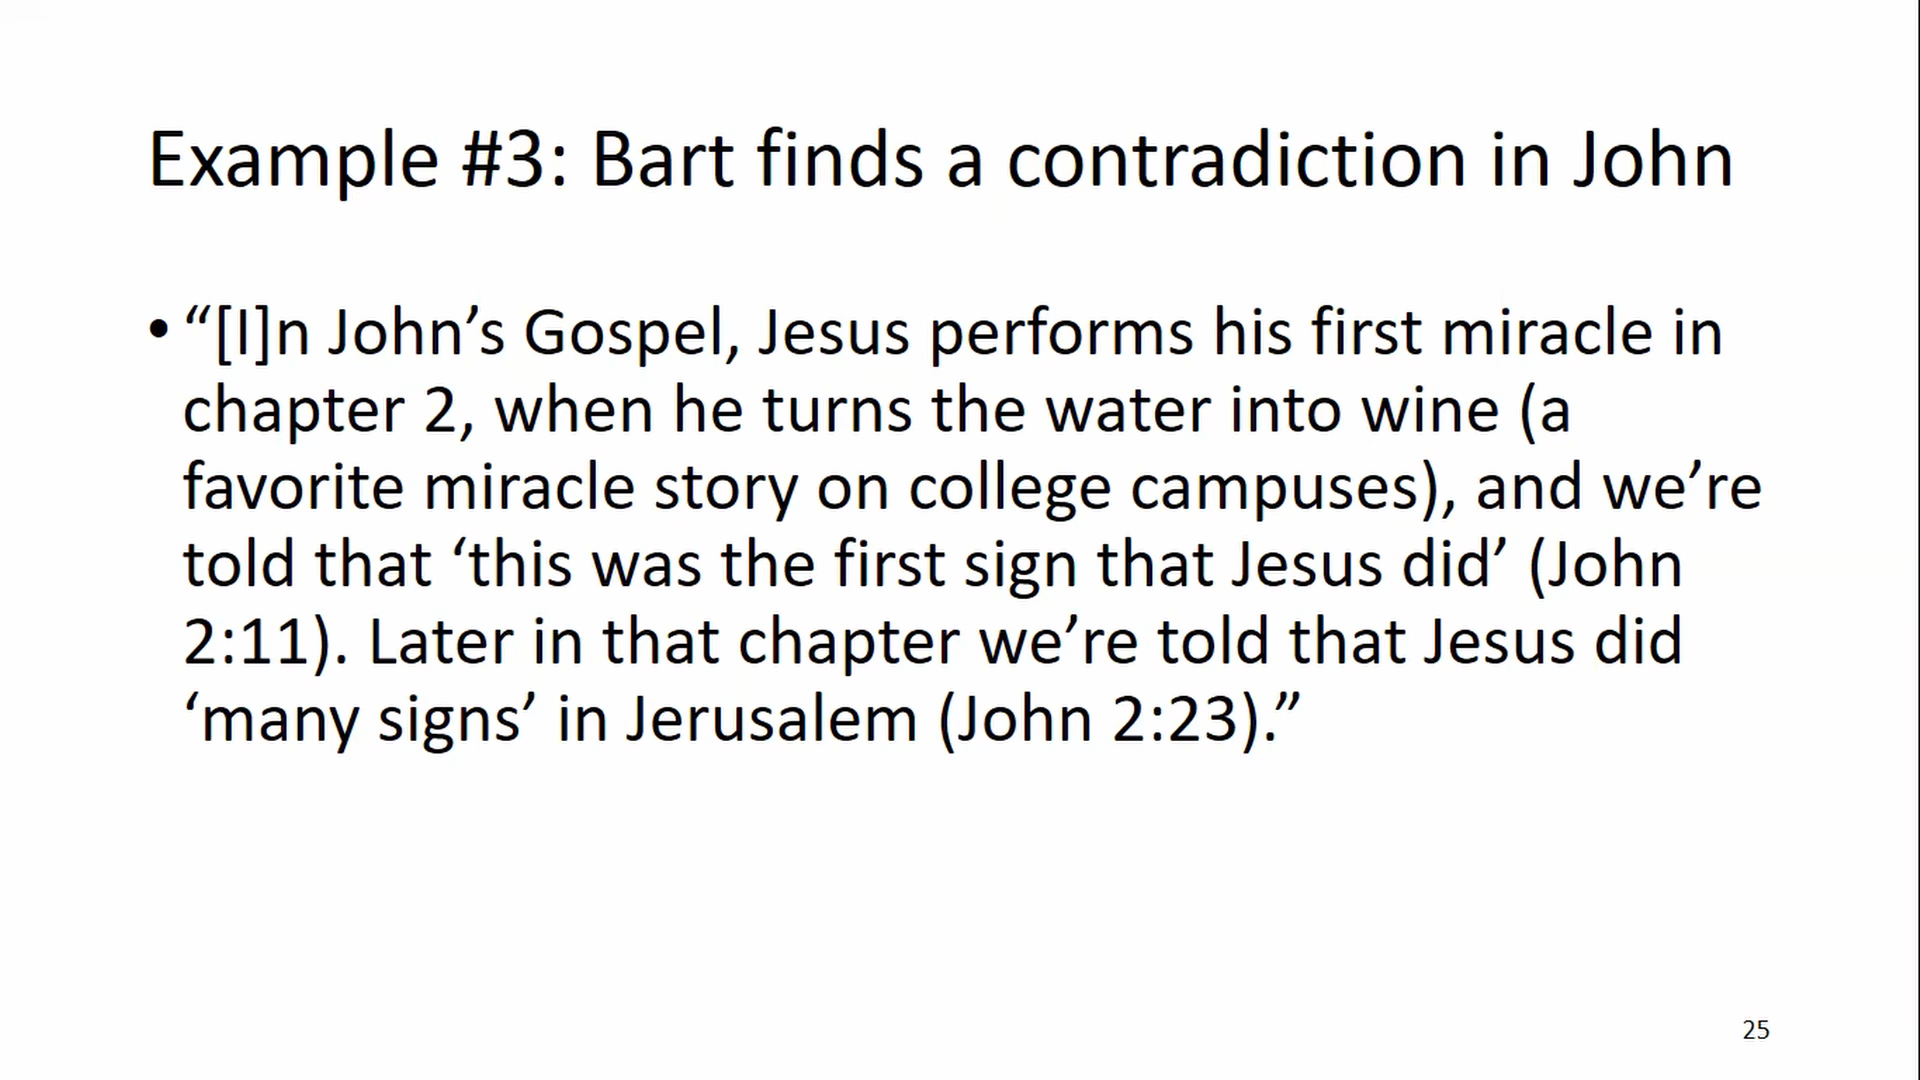 Example #3: Bart finds a contradiction in John
• “[I]n John’s Gospel, Jesus performs his first miracle in
chapter 2, when he turns the water into wine (a
favorite miracle story on college campuses), and we’re
told that ‘this was the first sign that Jesus did’ (John
2:11). Later in that chapter we’re told that Jesus did
‘many signs’ in Jerusalem (John 2:23).”
25